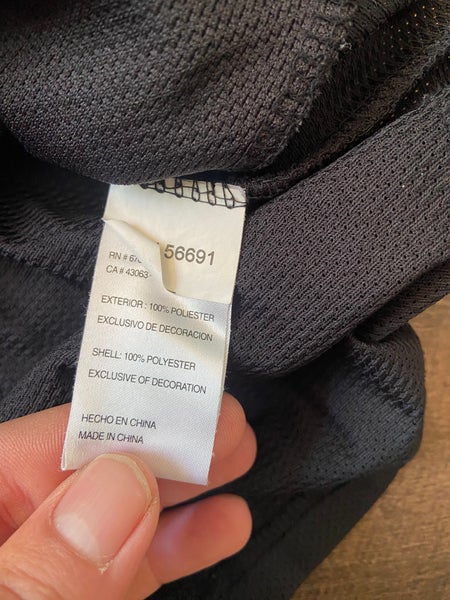 56691
RN # 67
CA # 43063
EXTERIOR : 100% POLIESTER
EXCLUSIVO DE DECORACION
SHELL: 100% POLYESTER
EXCLUSIVE OF DECORATION
HECHO EN CHINA
MADE IN CHINA